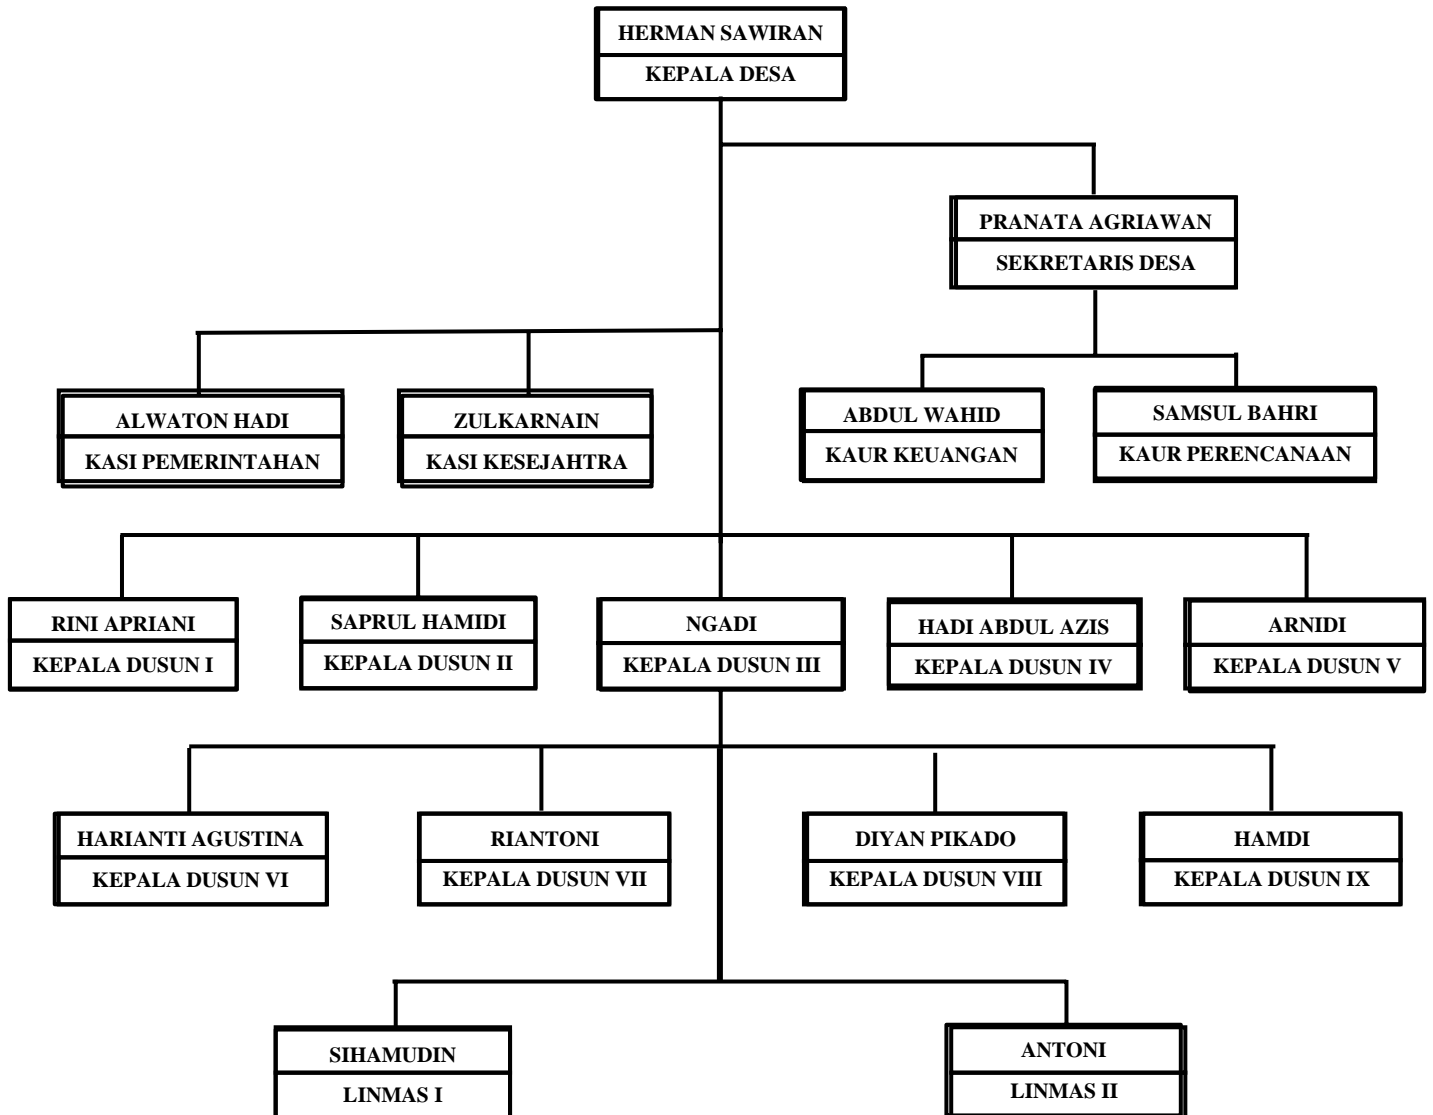 HERMAN SAWIRAN
KEPALA DESA
PRANATA AGRIAWAN
SEKRETARIS DESA
ALWATON HADI
KASI PEMERINTAHAN
ZULKARNAIN
KASI KESEJAHTRA
ABDUL WAHID
KAUR KEUANGAN
SAMSUL BAHRI
KAUR PERENCANAAN
RINI APRIANI
KEPALA DUSUN I
SAPRUL HAMIDI
KEPALA DUSUN II
NGADI
KEPALA DUSUN III
HADI ABDUL AZIS
KEPALA DUSUN IV
ARNIDI
KEPALA DUSUN V
HARIANTI AGUSTINA
KEPALA DUSUN VI
RIANTONI
KEPALA DUSUN VII
DIYAN PIKADO
KEPALA DUSUN VIII
HAMDI
KEPALA DUSUN IX
SIHAMUDIN
LINMAS I
ANTONI
LINMAS II